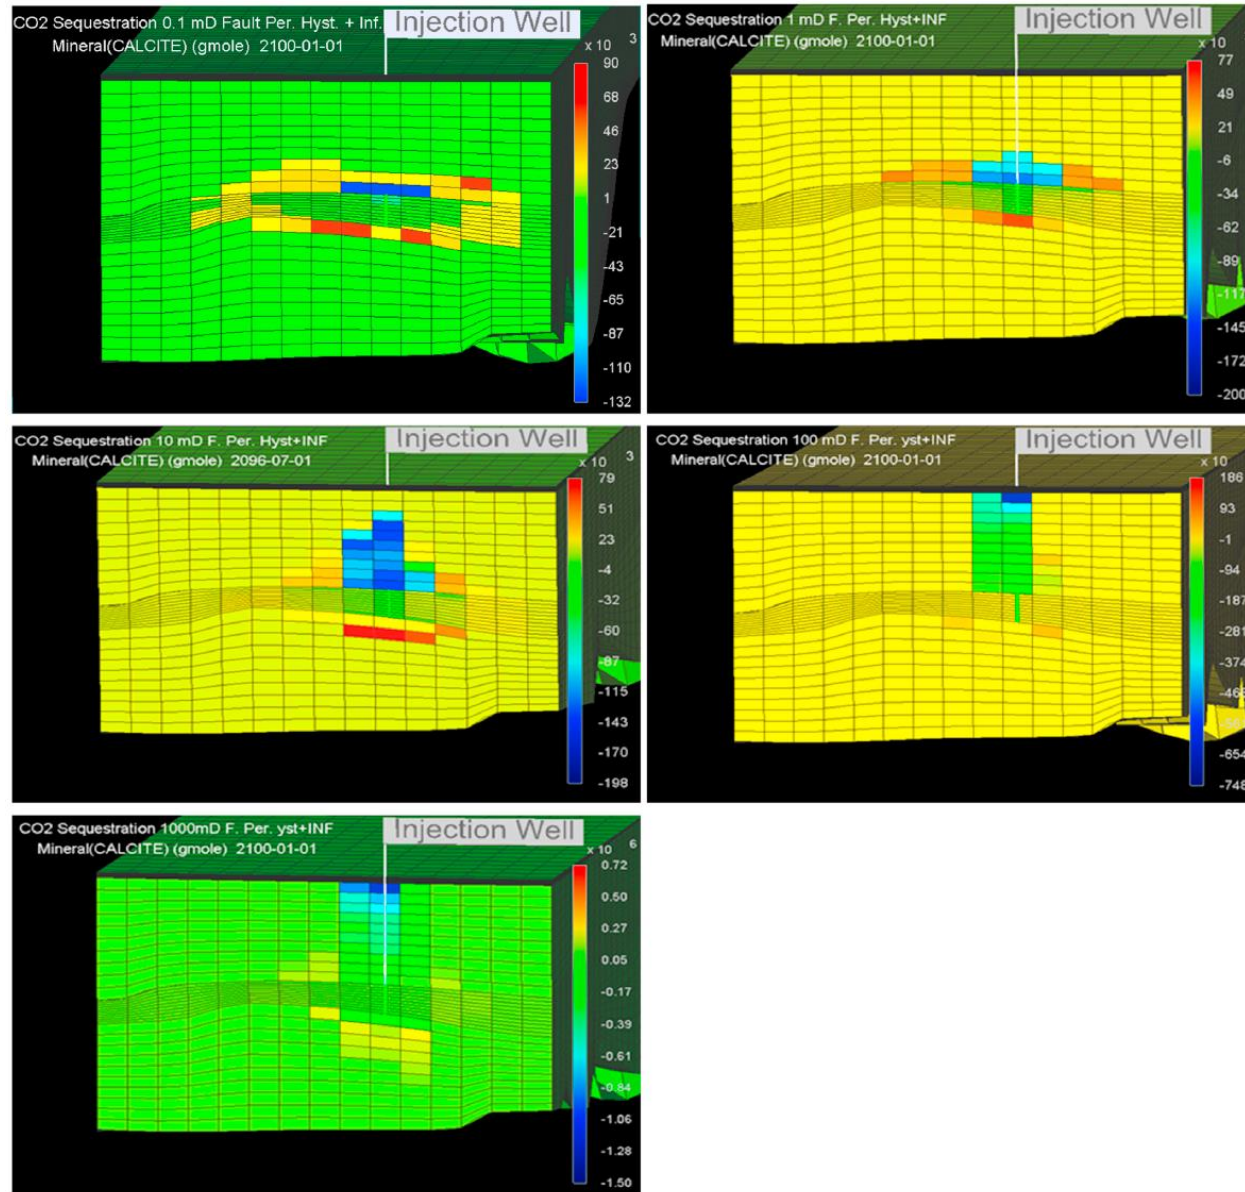 CO2 Sequestration 0.1 mD Fault Per. Hyst. + Inf.
Injection Well
Mineral(CALCITE) (gmole) 2100-01-01
x 10 3
90
68
46
23
1
-21
-43
-65
-87
-110
-132
CO2 Sequestration 1 mD F. Per. Hyst+INF
Injection Well
Mineral(CALCITE) (gmole) 2100-01-01
x 10
77
49
21
-6
-34
-62
-89
-117
-145
-172
-200
CO2 Sequestration 10 mD F. Per. Hyst+INF
Injection Well
Mineral(CALCITE) (gmole) 2096-07-01
x 10 3
79
51
23
-4
-32
-60
-87
-115
-143
-170
-198
CO2 Sequestration 100 mD F. Per. yst+INF
Injection Well
Mineral(CALCITE) (gmole) 2100-01-01
x 10
186
93
-1
-94
-187
-281
-374
-654
-748
CO2 Sequestration 1000mD F. Per. yst+INF
Injection Well
Mineral(CALCITE) (gmole) 2100-01-01
x 10 6
0.72
0.50
0.27
0.05
-0.17
-0.39
-0.61
-0.84
-1.06
-1.28
-1.50